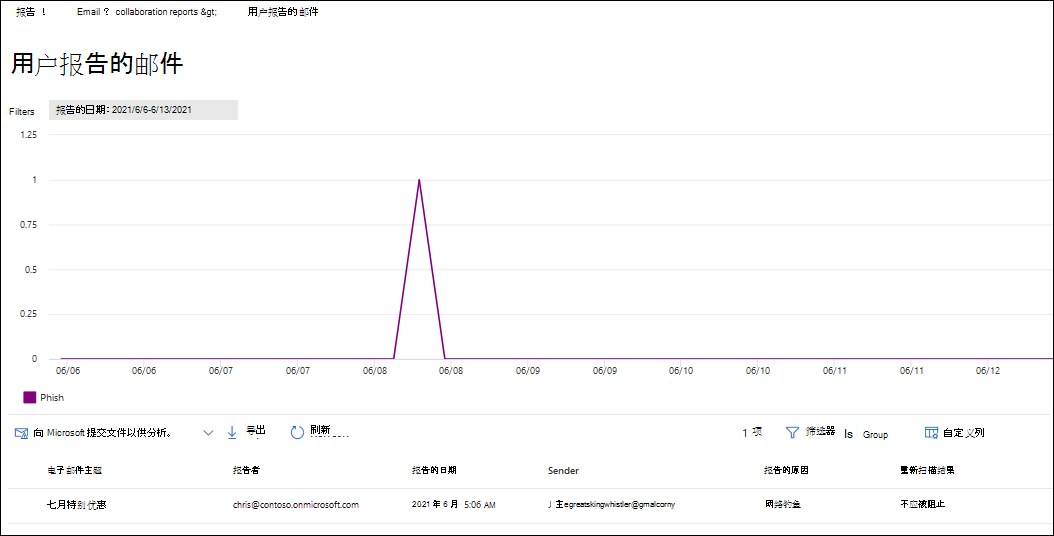 报告 ！ Email ？ collaboration reports &gt; 用户报告的邮件
用户报告的邮件
Filters 报告的日期: 2021/6/6-6/13/2021
1.25
1
0.75
0.5
0.25
0
06/06 06/06 06/07 06/07 06/08 06/08 06/09 06/09 06/10 06/10 06/11 06/11 06/12
Phish
向 Microsoft 提交文件以供分析。 导出 刷新 1 项 筛选器 Is Group 自定义列
电子邮件主题 报告者 报告的日期 Sender 报告的原因 重新扫描结果
七月特别优惠 chris@contoso.onmicrosoft.com 2021 年 6 月 5:06 AM J 主egreatskingwhistler@gmalcorny 网络钓鱼 不应被阻止